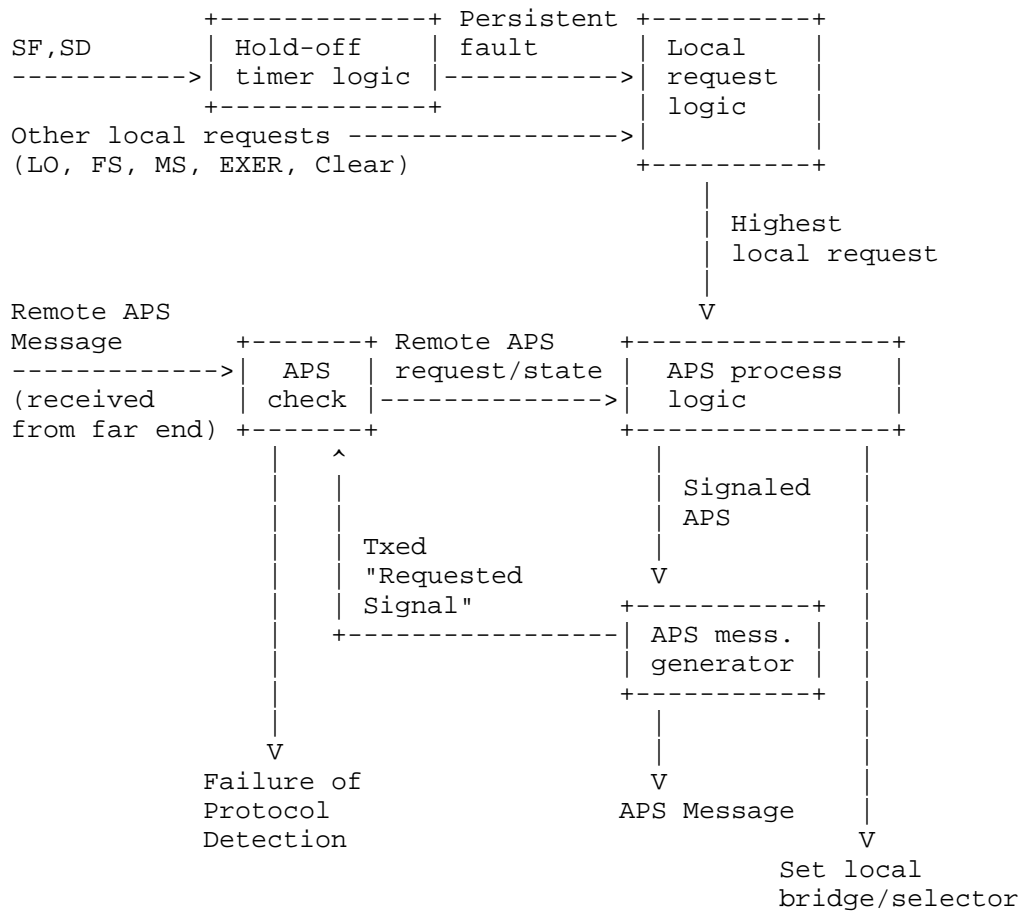 Persistent
SF,SD Hold-off fault Local
timer logic request
logic
Other local requests
(LO, FS, MS, EXER, Clear)
Highest
local request
Remote APS
Message Remote APS
APS request/state APS process
(received check logic
from far end)
Signaled
APS
Txed
"Requested
Signal"
APS mess.
generator
Failure of
Protocol APS Message
Detection
Set local
bridge/selector